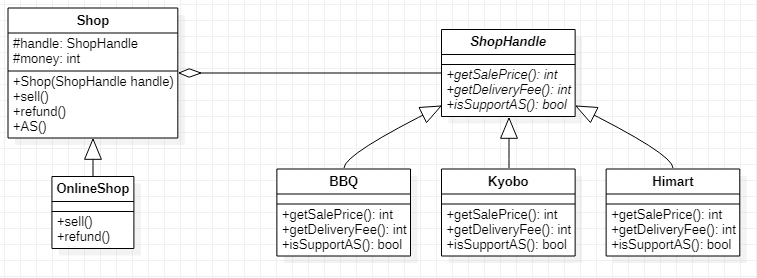 Shop
#handle: ShopHandle
#money: int
+Shop(ShopHandle handle)
+sell()
+refund()
+AS()
ShopHandle
+getSalePrice(): int
+getDeliveryFee(): int
+isSupportAS(): bool
OnlineShop
+sell()
+refund()
BBQ
+getSalePrice(): int
+getDeliveryFee(): int
+isSupportAS(): bool
Kyobo
+getSalePrice(): int
+getDeliveryFee(): int
+isSupportAS(): bool
Himart
+getSalePrice(): int
+getDeliveryFee(): int
+isSupportAS(): bool